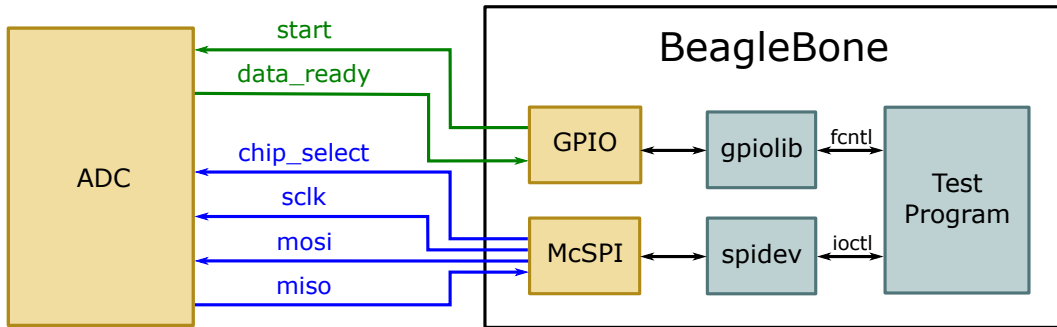 BeagleBone
start
data_ready
chip_select
sclk
mosi
miso
ADC
GPIO
McSPI
gpiolib
spidev
fcntl
ioctl
Test
Program